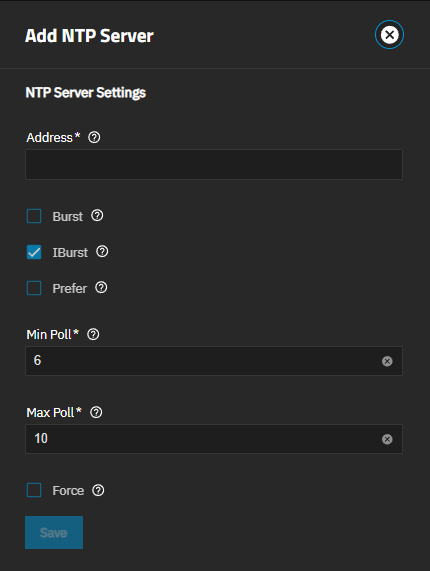 Add NTP Server
NTP Server Settings
Address*
Burst
IBurst
Prefer
Min Poll*
6
Max Poll*
10
Force
Save